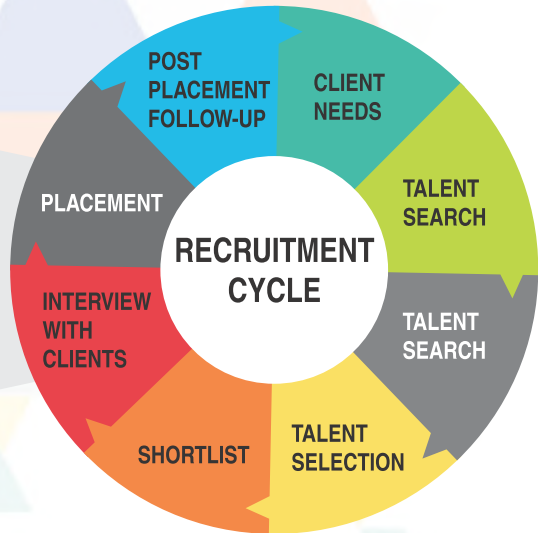 RECRUITMENT
CYCLE
CLIENT
NEEDS
TALENT
SEARCH
TALENT
SEARCH
TALENT
SELECTION
SHORTLIST
INTERVIEW
WITH
CLIENTS
PLACEMENT
POST
PLACEMENT
FOLLOW-UP